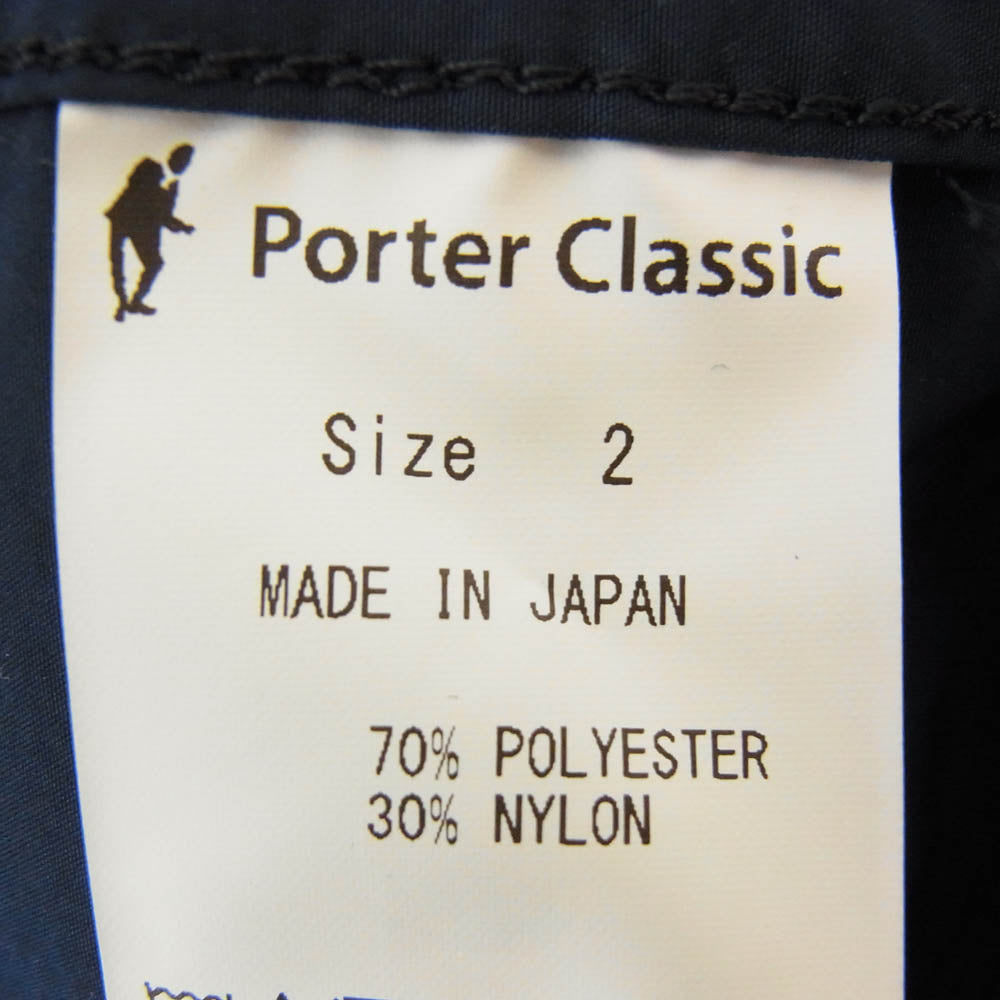 Porter Classic
Size 2
MADE IN JAPAN
70% POLYESTER
30% NYLON